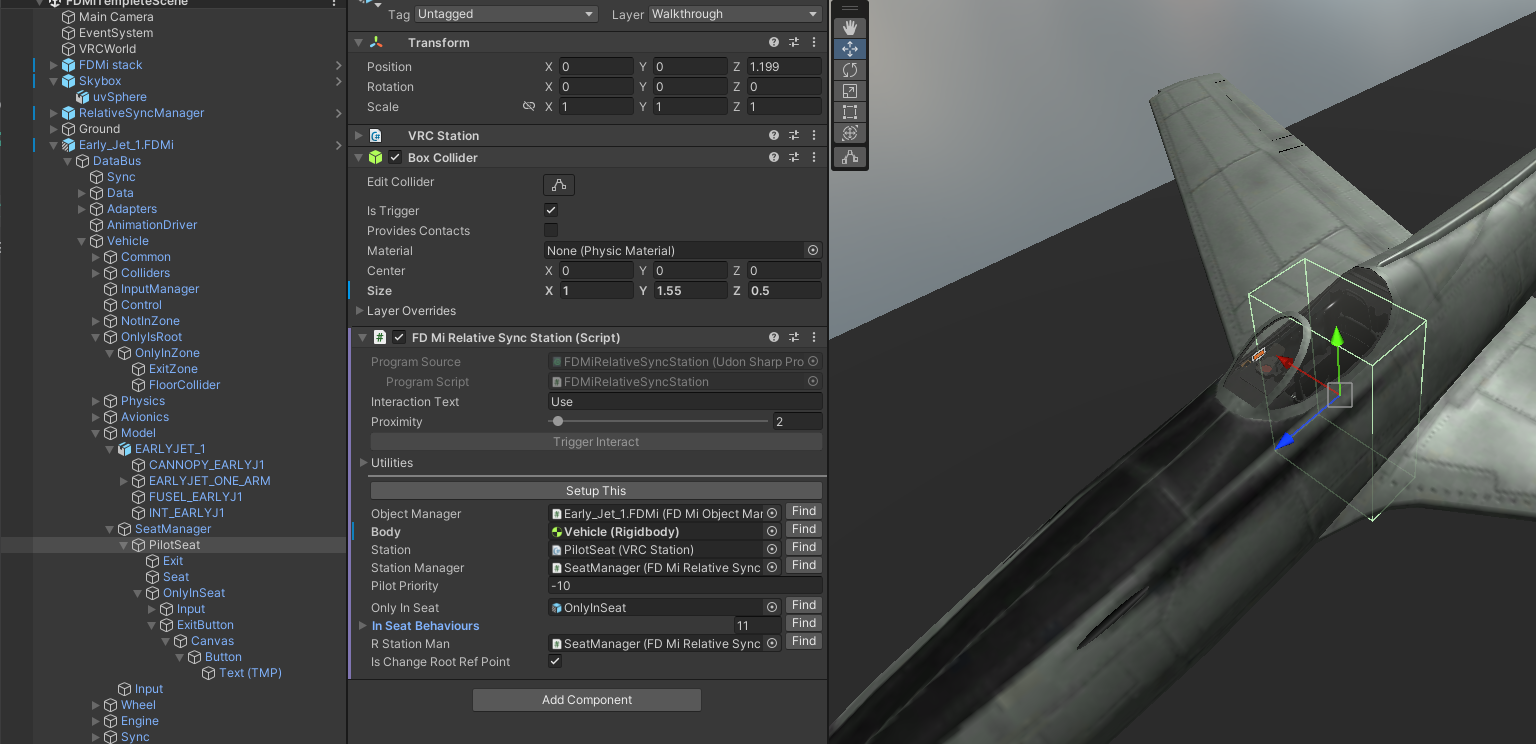 FDMiTempleteScene
Main Camera
EventSystem
VRCWorld
FDMi stack
Skybox
uvSphere
RelativeSyncManager
Ground
Early_Jet_1.FDMi
DataBus
Sync
Data
Adapters
AnimationDriver
Vehicle
Common
Colliders
InputManager
Control
NotInZone
OnlyIsRoot
OnlyInZone
ExitZone
FloorCollider
Physics
Avionics
Model
EARLYJET_1
CANNOPY_EARLYJ1
EARLYJET_ONE_ARM
FUSEL_EARLYJ1
INT_EARLYJ1
SeatManager
PilotSeat
Exit
Seat
OnlyInSeat
Input
ExitButton
Canvas
Button
Text (TMP)
Input
Wheel
Engine
Sync
Tag Untagged Layer Walkthrough
Transform
Position X 0 Y 0 Z 1.199
Rotation X 0 Y 0 Z 0
Scale X 1 Y 1 Z 1
VRC Station
Box Collider
Edit Collider
Is Trigger
Provides Contacts
Material None (Physic Material)
Center X 0 Y 0 Z 0
Size X 1 Y 1.55 Z 0.5
Layer Overrides
FD Mi Relative Sync Station (Script)
Program Source FDMiRelativeSyncStation (Udon Sharp Pro
Program Script FDMiRelativeSyncStation
Interaction Text Use
Proximity 2
Trigger Interact
Utilities
Setup This
Object Manager Early_Jet_1.FDMi (FD Mi Object Mar Find
Body Vehicle (Rigidbody) Find
Station PilotSeat (VRC Station) Find
Station Manager SeatManager (FD Mi Relative Sync Find
Pilot Priority -10
Only In Seat OnlyInSeat Find
In Seat Behaviours 11 Find
R Station Man SeatManager (FD Mi Relative Sync Find
Is Change Root Ref Point
Add Component